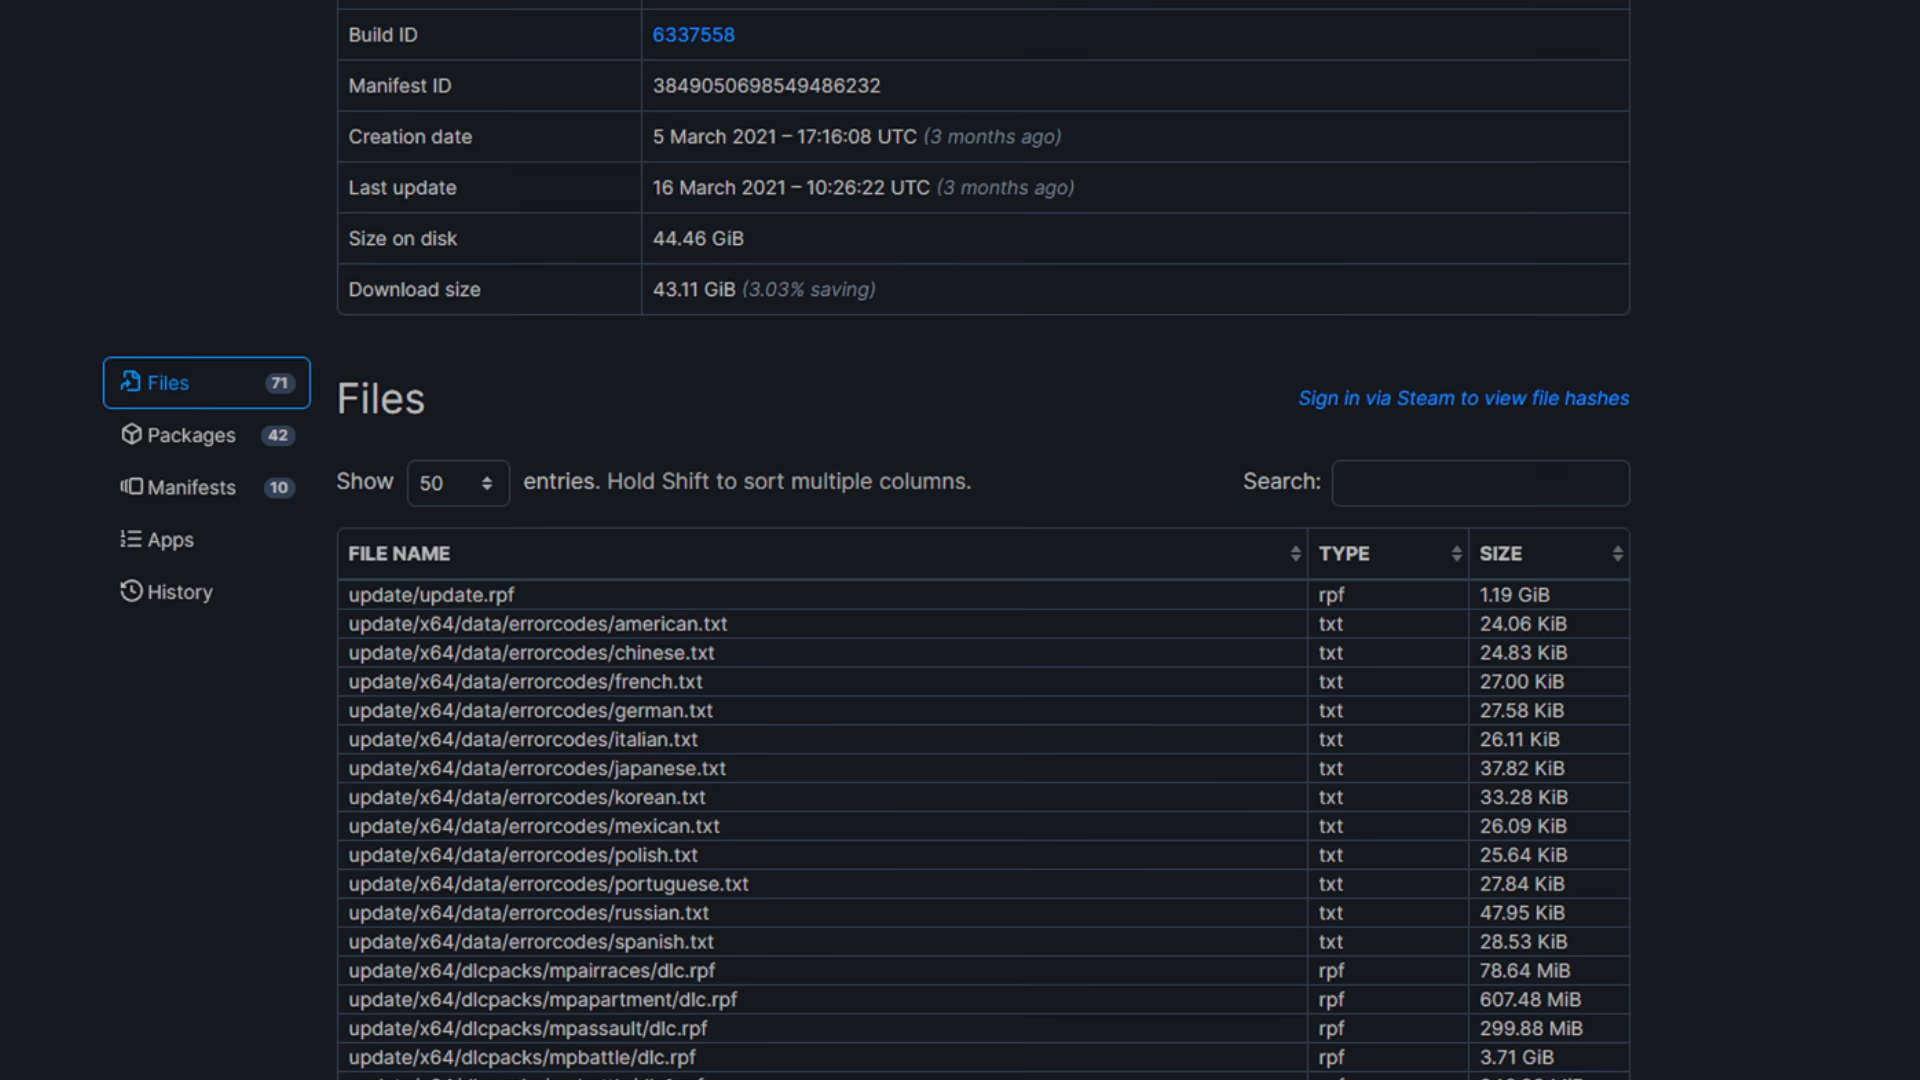 Build ID 6337558
Manifest ID 3849050698549486232
Creation date 5 March 2021 – 17:16:08 UTC (3 months ago)
Last update 16 March 2021 – 10:26:22 UTC (3 months ago)
Size on disk 44.46 GiB
Download size 43.11 GiB (3.03% saving)
Files 71
Packages 42
Manifests 10
Apps
History
Files
Sign in via Steam to view file hashes
Show 50 entries. Hold Shift to sort multiple columns. Search:
FILE NAME TYPE SIZE
update/update.rpf rpf 1.19 GiB
update/x64/data/errorcodes/american.txt txt 24.06 KiB
update/x64/data/errorcodes/chinese.txt txt 24.83 KiB
update/x64/data/errorcodes/french.txt txt 27.00 KiB
update/x64/data/errorcodes/german.txt txt 27.58 KiB
update/x64/data/errorcodes/italian.txt txt 26.11 KiB
update/x64/data/errorcodes/japanese.txt txt 37.82 KiB
update/x64/data/errorcodes/korean.txt txt 33.28 KiB
update/x64/data/errorcodes/mexican.txt txt 26.09 KiB
update/x64/data/errorcodes/polish.txt txt 25.64 KiB
update/x64/data/errorcodes/portuguese.txt txt 27.84 KiB
update/x64/data/errorcodes/russian.txt txt 47.95 KiB
update/x64/data/errorcodes/spanish.txt txt 28.53 KiB
update/x64/dlcpacks/mpairraces/dlc.rpf rpf 78.64 MiB
update/x64/dlcpacks/mpapartment/dlc.rpf rpf 607.48 MiB
update/x64/dlcpacks/mpassault/dlc.rpf rpf 299.88 MiB
update/x64/dlcpacks/mpbattle/dlc.rpf rpf 3.71 GiB